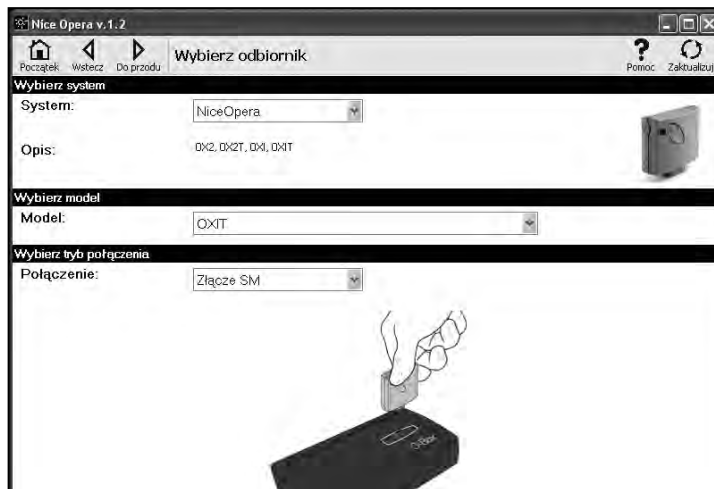 Nice Opera v.1.2
Początek Wstecz Do przodu Wybierz odbiornik Pomoc Zaktualizuj
Wybierz system
System: NiceOpera
Opis: OX2, OX2T, OXI, OXIT
Wybierz model
Model: OXIT
Wybierz tryb połączenia
Połączenie: Złącze SM
O-Box